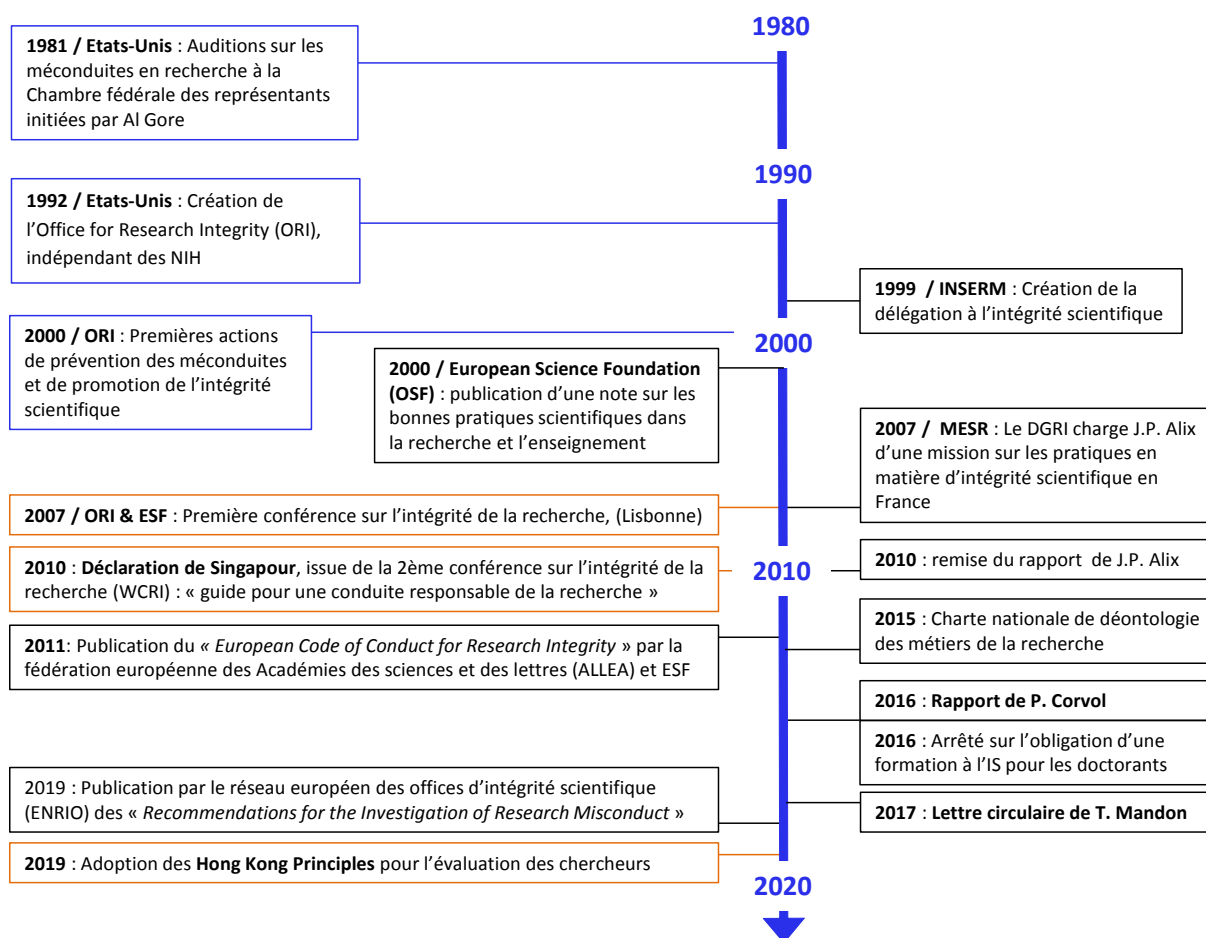 1980
1981 / Etats-Unis : Auditions sur les
méconduites en recherche à la
Chambre fédérale des représentants
initiées par Al Gore
1990
1992 / Etats-Unis : Création de
l’Office for Research Integrity (ORI),
indépendant des NIH
1999 / INSERM : Création de la
délégation à l’intégrité scientifique
2000 / ORI : Premières actions
de prévention des méconduites
et de promotion de l’intégrité
scientifique
2000
2000 / European Science Foundation
(OSF) : publication d’une note sur les
bonnes pratiques scientifiques dans
la recherche et l’enseignement
2007 / MESR : Le DGRI charge J.P. Alix
d’une mission sur les pratiques en
matière d’intégrité scientifique en
France
2007 / ORI & ESF : Première conférence sur l’intégrité de la recherche, (Lisbonne)
2010 : Déclaration de Singapour, issue de la 2ème conférence sur l’intégrité de la
recherche (WCRI) : « guide pour une conduite responsable de la recherche »
2010
2010 : remise du rapport de J.P. Alix
2015 : Charte nationale de déontologie
des métiers de la recherche
2011: Publication du « European Code of Conduct for Research Integrity » par la
fédération européenne des Académies des sciences et des lettres (ALLEA) et ESF
2016 : Rapport de P. Corvol
2016 : Arrêté sur l’obligation d’une
formation à l’IS pour les doctorants
2019 : Publication par le réseau européen des offices d’intégrité scientifique
(ENRIO) des « Recommendations for the Investigation of Research Misconduct »
2017 : Lettre circulaire de T. Mandon
2019 : Adoption des Hong Kong Principles pour l’évaluation des chercheurs
2020